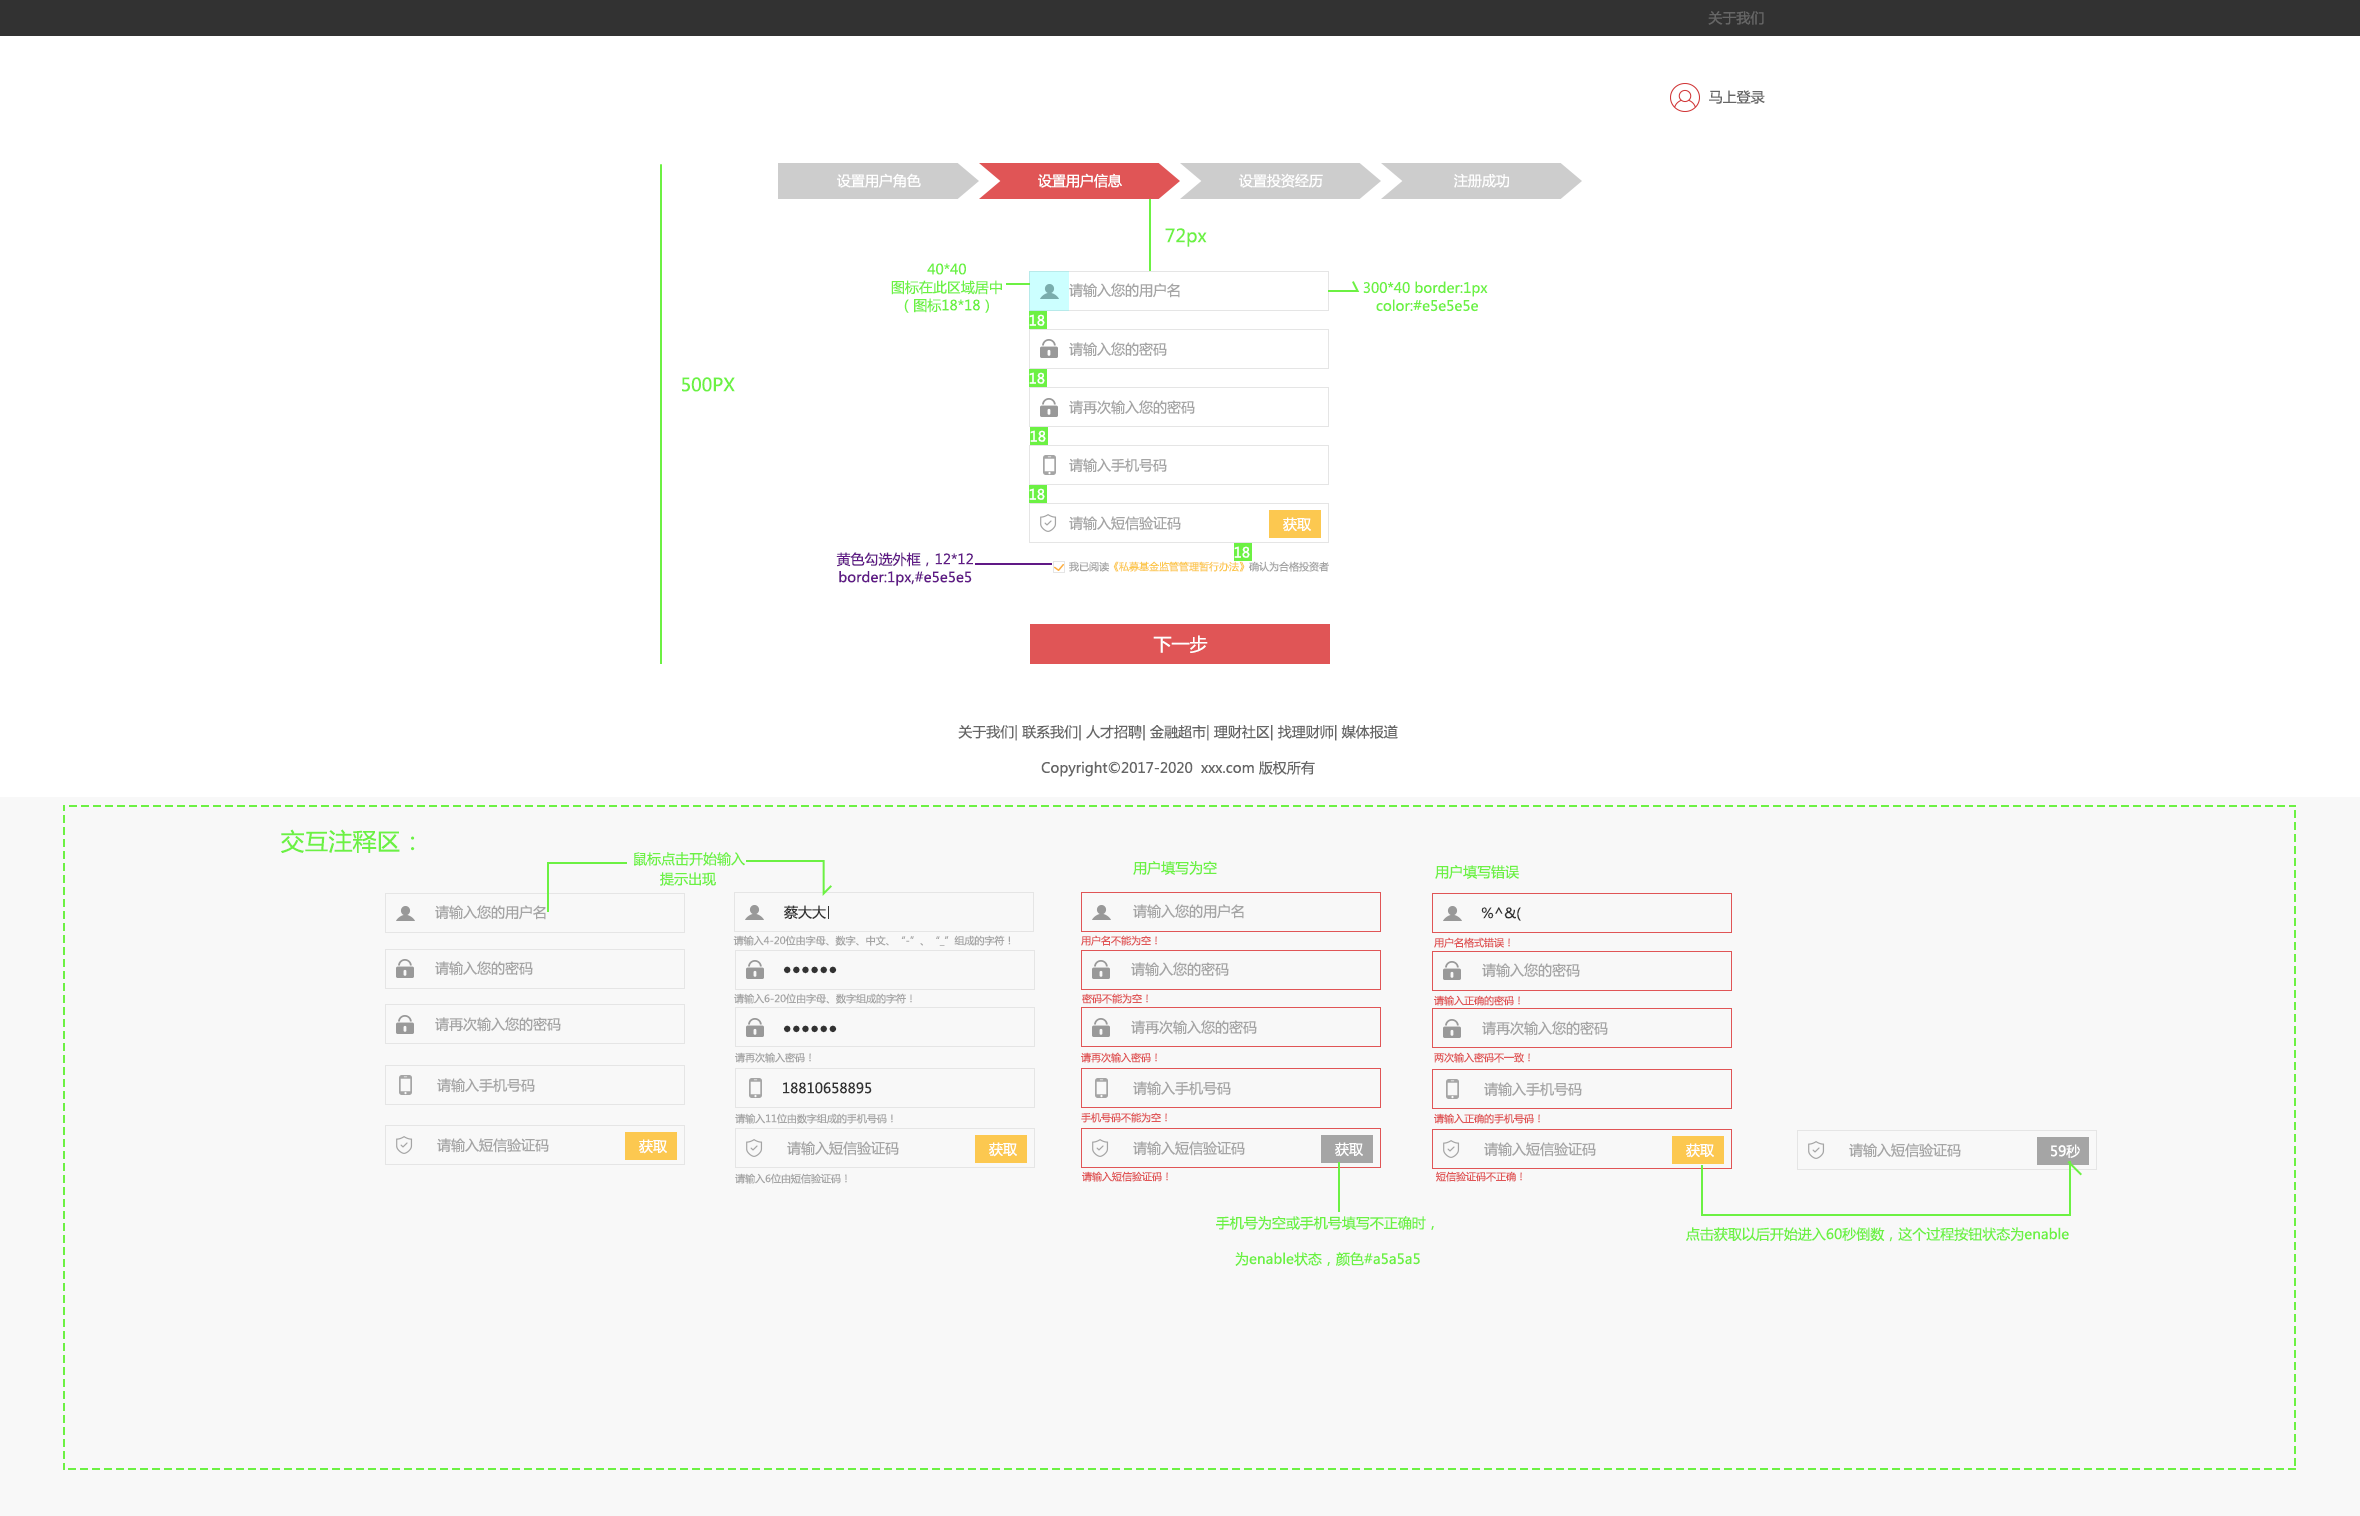 关于我们
马上登录
设置用户角色
设置用户信息
设置投资经历
注册成功
72px
40*40
图标在此区域居中
（图标18*18）
请输入您的用户名
300*40 border:1px
color:#e5e5e5e
18
请输入您的密码
500PX
18
请再次输入您的密码
18
请输入手机号码
18
请输入短信验证码
获取
18
黄色勾选外框，12*12
border:1px,#e5e5e5
我已阅读《私募基金监管管理暂行办法》确认为合格投资者
下一步
关于我们| 联系我们| 人才招聘| 金融超市| 理财社区| 找理财师| 媒体报道
Copyright©2017-2020 xxx.com 版权所有
交互注释区：
鼠标点击开始输入
提示出现
请输入您的用户名
请输入您的密码
请再次输入您的密码
请输入手机号码
请输入短信验证码
获取
蔡大大
请输入4-20位由字母、数字、中文、“-”、“_”组成的字符！
●●●●●●
请输入6-20位由字母、数字组成的字符！
●●●●●●
请再次输入密码！
18810658895
请输入11位由数字组成的手机号码！
请输入短信验证码
获取
请输入6位由短信验证码！
用户填写为空
请输入您的用户名
用户名不能为空！
请输入您的密码
密码不能为空！
请再次输入您的密码
请再次输入密码！
请输入手机号码
手机号码不能为空！
请输入短信验证码
获取
请输入短信验证码！
手机号为空或手机号填写不正确时，
为enable状态，颜色#a5a5a5
用户填写错误
%^&(
用户名格式错误！
请输入您的密码
请输入正确的密码！
请再次输入您的密码
两次输入密码不一致！
请输入手机号码
请输入正确的手机号码！
请输入短信验证码
获取
短信验证码不正确！
请输入短信验证码
59秒
点击获取以后开始进入60秒倒数，这个过程按钮状态为enable